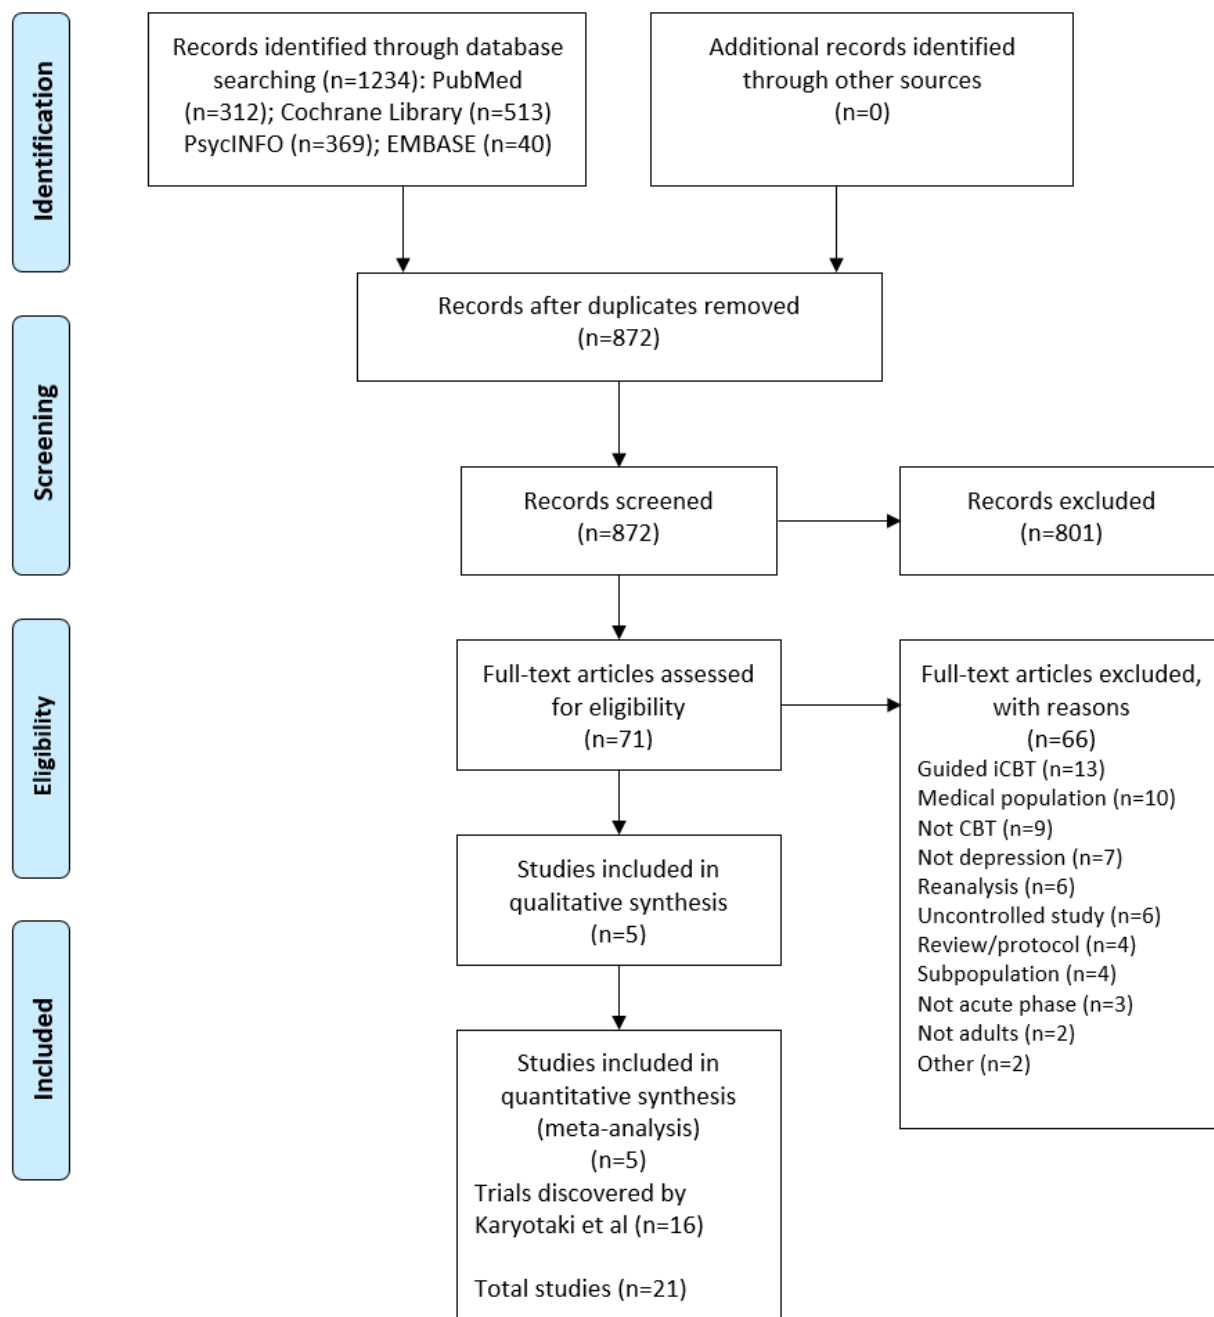 Identification
Records identified through database
searching (n=1234): PubMed
(n=312); Cochrane Library (n=513)
PsycINFO (n=369); EMBASE (n=40)
Additional records identified
through other sources
(n=0)
Records after duplicates removed
(n=872)
Screening
Records screened
(n=872)
Records excluded
(n=801)
Eligibility
Full-text articles assessed
for eligibility
(n=71)
Full-text articles excluded,
with reasons
(n=66)
Guided iCBT (n=13)
Medical population (n=10)
Not CBT (n=9)
Not depression (n=7)
Reanalysis (n=6)
Uncontrolled study (n=6)
Review/protocol (n=4)
Subpopulation (n=4)
Not acute phase (n=3)
Not adults (n=2)
Other (n=2)
Studies included in
qualitative synthesis
(n=5)
Included
Studies included in
quantitative synthesis
(meta-analysis)
(n=5)
Trials discovered by
Karyotaki et al (n=16)
Total studies (n=21)